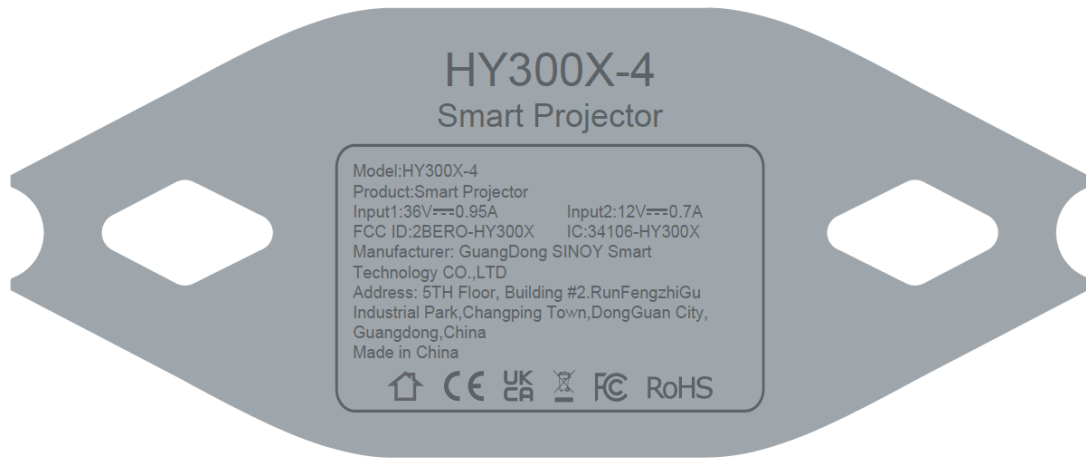 HY300X-4
Smart Projector
Model:HY300X-4
Product:Smart Projector
Input1:36V⎓0.95A Input2:12V⎓0.7A
FCC ID:2BERO-HY300X IC:34106-HY300X
Manufacturer: GuangDong SINOY Smart
Technology CO.,LTD
Address: 5TH Floor, Building #2.RunFengzhiGu
Industrial Park,Changping Town,DongGuan City,
Guangdong,China
Made in China
CE UK CA FC RoHS